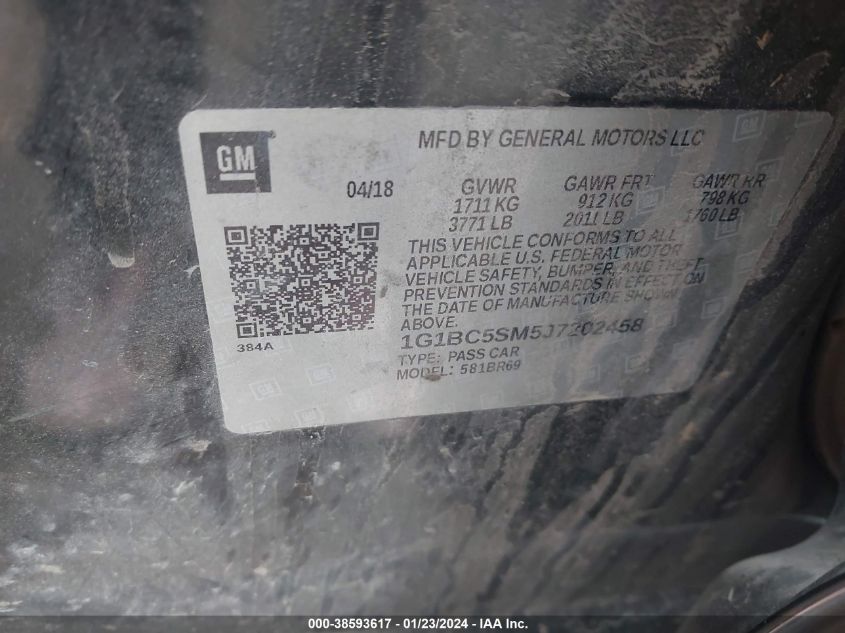 MFD BY GENERAL MOTORS LLC
GM
04/18
GVWR GAWR FRT GAWR RR
1711 KG 912 KG 798 KG
3771 LB 2011 LB 1760 LB
THIS VEHICLE CONFORMS TO ALL
APPLICABLE U.S. FEDERAL MOTOR
VEHICLE SAFETY, BUMPER, AND THEFT
PREVENTION STANDARDS IN EFFECT ON
THE DATE OF MANUFACTURE SHOWN
ABOVE.
384A
1G1BC5SM5J7202458
TYPE: PASS CAR
MODEL: 581BR69
000-38593617 - 01/23/2024 - IAA Inc.